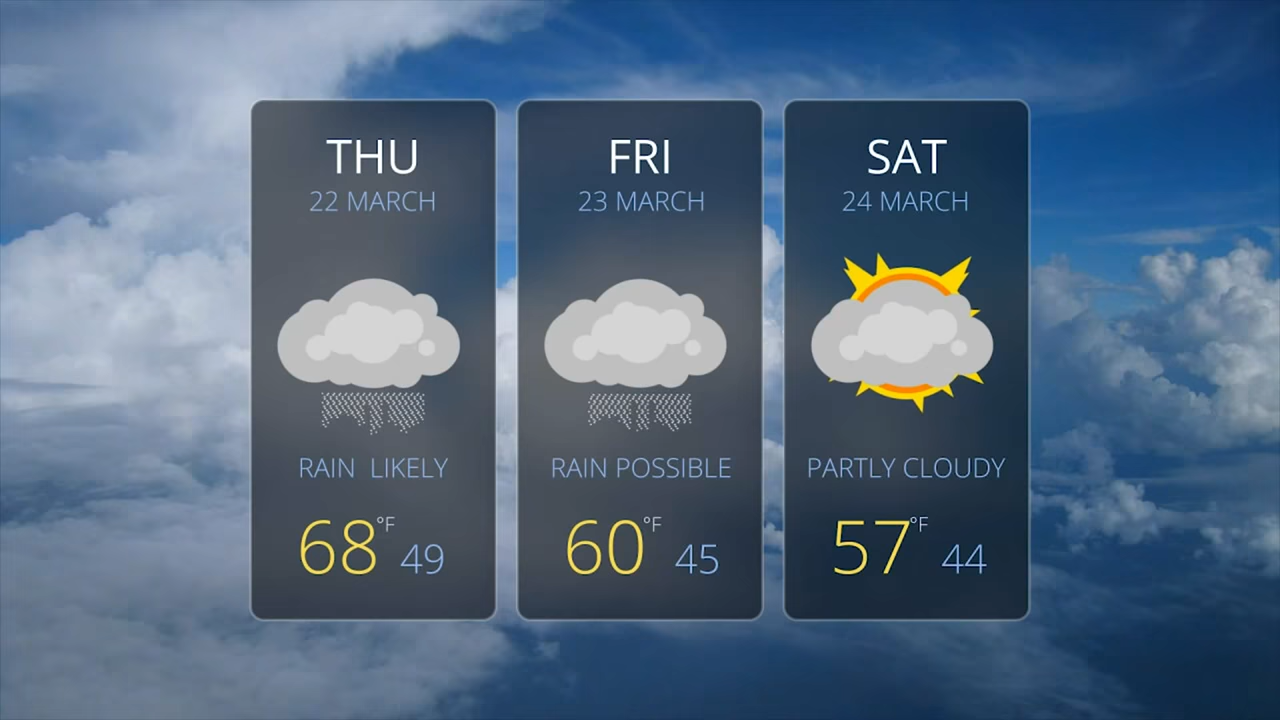 THU
22 MARCH
RAIN LIKELY
68°F 49
FRI
23 MARCH
RAIN POSSIBLE
60°F 45
SAT
24 MARCH
PARTLY CLOUDY
57°F 44